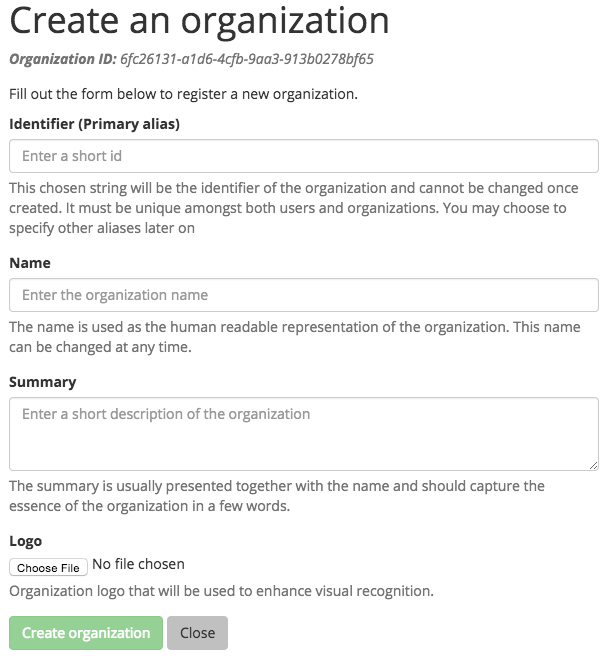 Create an organization
Organization ID: 6fc26131-a1d6-4cfb-9aa3-913b0278bf65
Fill out the form below to register a new organization.
Identifier (Primary alias)
Enter a short id
This chosen string will be the identifier of the organization and cannot be changed once
created. It must be unique amongst both users and organizations. You may choose to
specify other aliases later on
Name
Enter the organization name
The name is used as the human readable representation of the organization. This name
can be changed at any time.
Summary
Enter a short description of the organization
The summary is usually presented together with the name and should capture the
essence of the organization in a few words.
Logo
Choose File No file chosen
Organization logo that will be used to enhance visual recognition.
Create organization Close